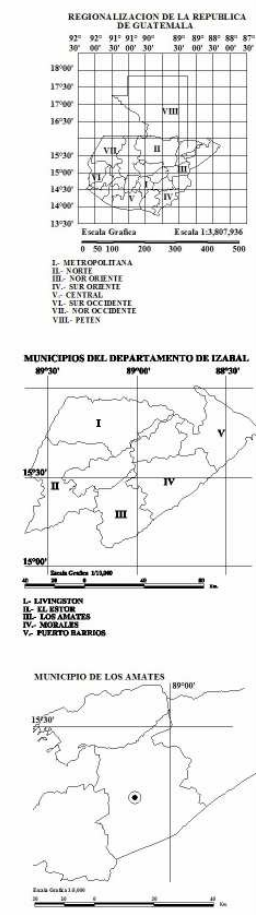 REGIONALIZACION DE LA REPUBLICA
DE GUATEMALA
92° 92° 91° 91° 90° 89° 89° 88° 88° 87°
30' 00' 30' 00' 30' 30' 00' 30' 00' 30'
18°00'
17°30'
17°00'
16°30'
VIII
15°30'
VII
II
15°00'
VI
III
14°30'
I
V
IV
14°00'
13°30'
Escala Grafica Escala 1:3,807,936
0 50 100 200 300 400 500
I.- METROPOLITANA
II.- NORTE
III.- NOR ORIENTE
IV.- SUR ORIENTE
V.- CENTRAL
VI.- SUR OCCIDENTE
VII.- NOR OCCIDENTE
VIII.- PETEN
MUNICIPIOS DEL DEPARTAMENTO DE IZABAL
89°30' 89°00' 88°30'
I
V
15°30'
II
IV
III
15°00'
Km.
I.- LIVINGSTON
II.- EL ESTOR
III.- LOS AMATES
IV.- MORALES
V.- PUERTO BARRIOS
MUNICIPIO DE LOS AMATES
89°00'
15°30'
Km.